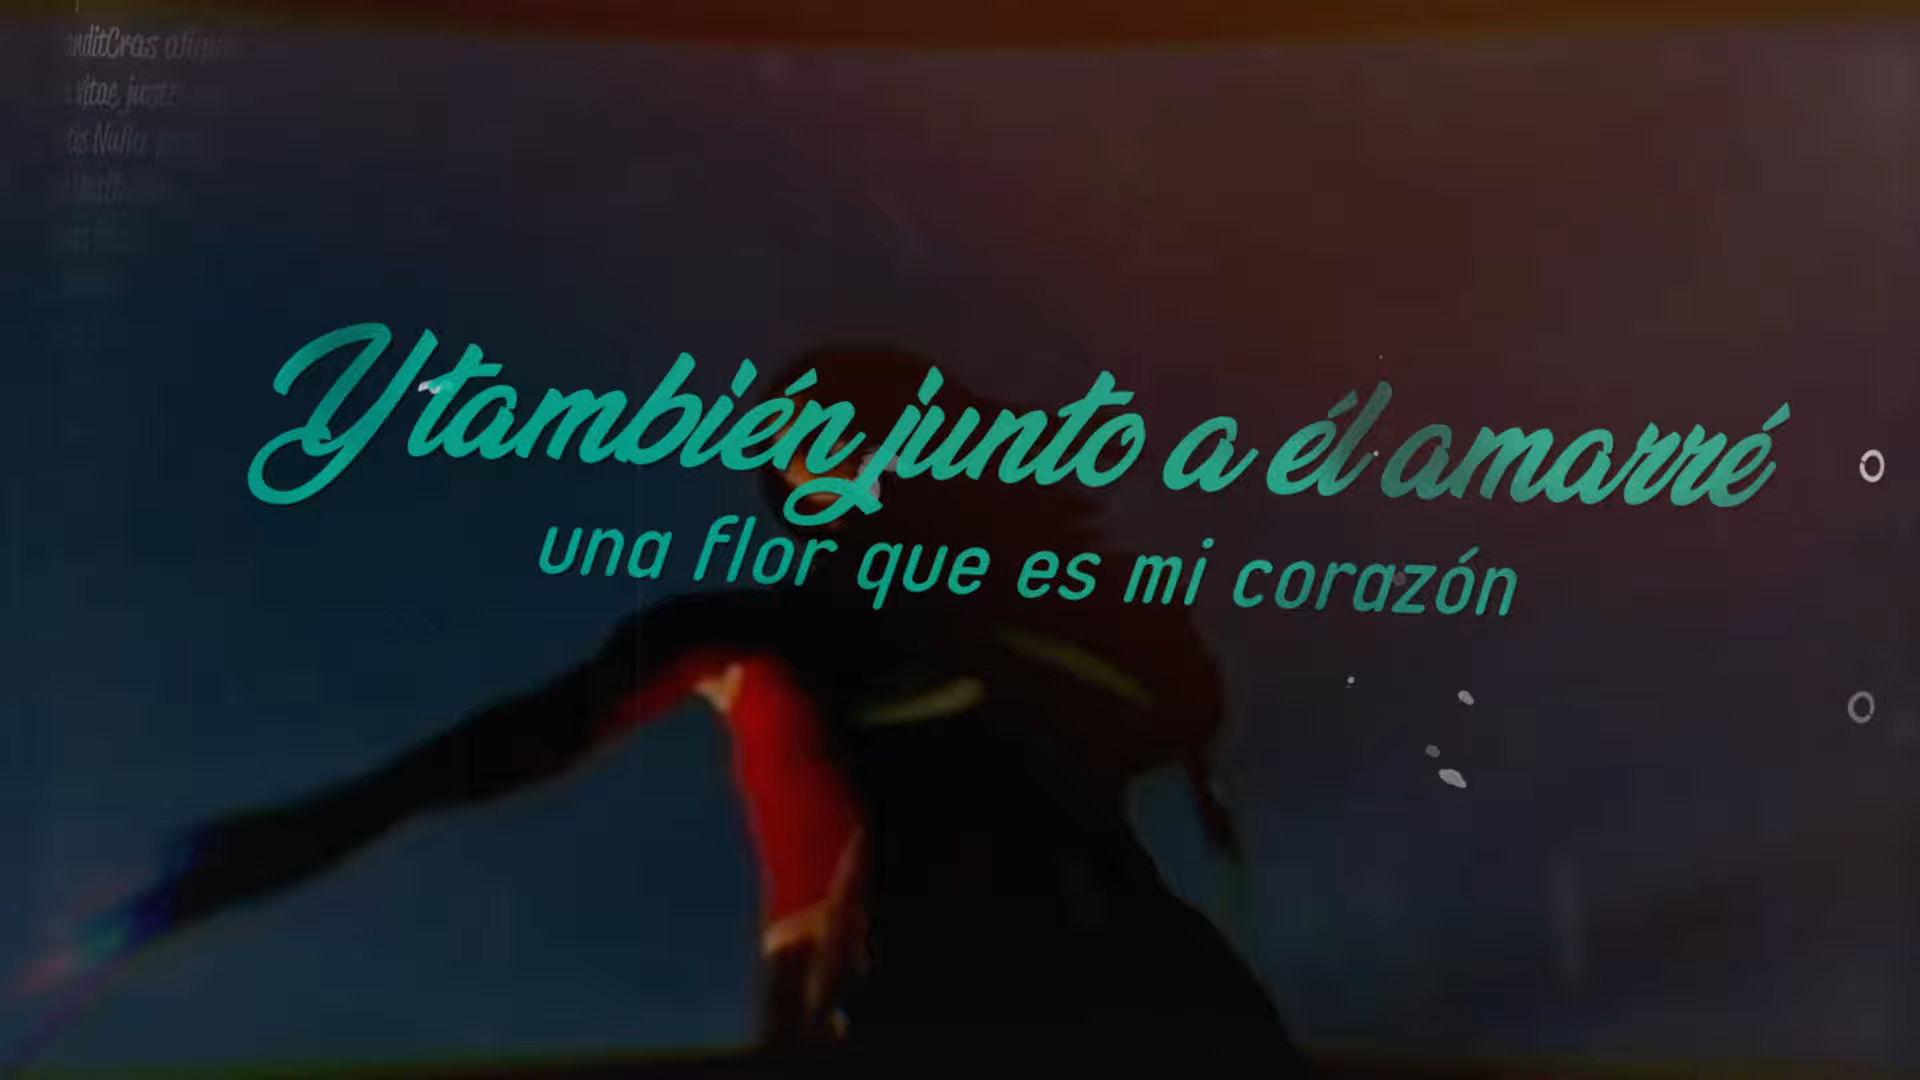 Y también junto a él amarré
una flor que es mi corazón